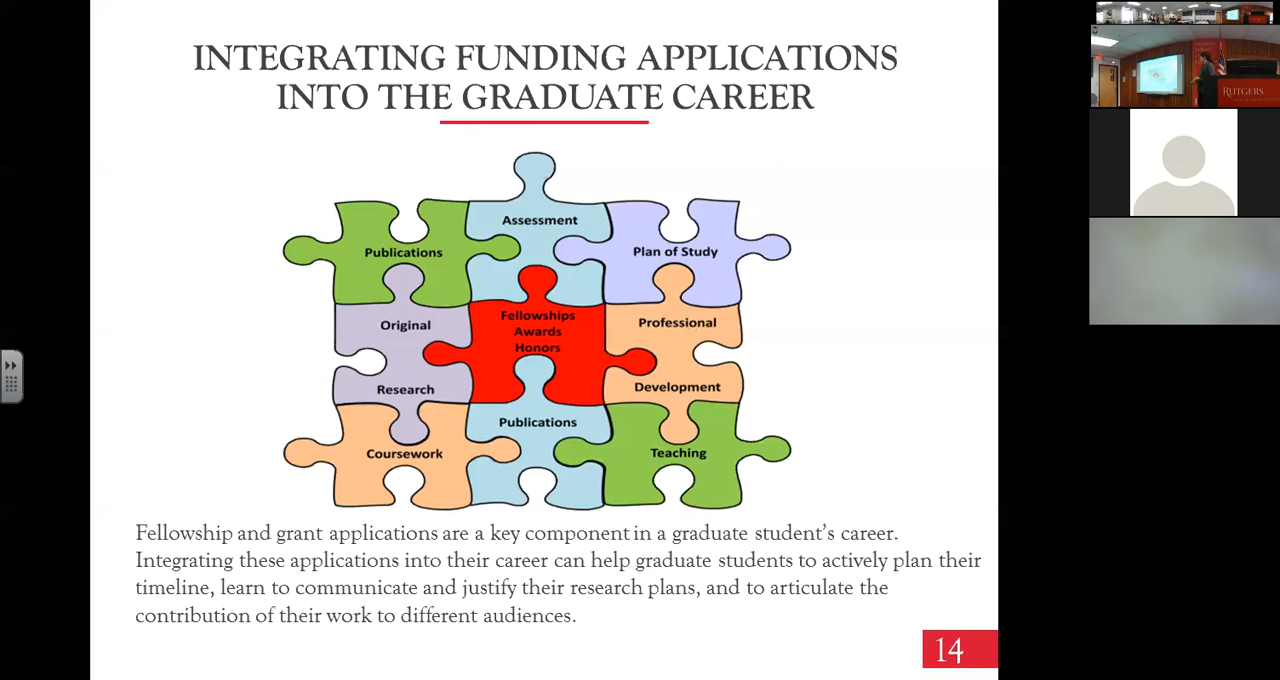 INTEGRATING FUNDING APPLICATIONS
INTO THE GRADUATE CAREER
Assessment
Publications
Plan of Study
Fellowships
Awards
Honors
Original
Research
Professional
Development
Publications
Coursework
Teaching
Fellowship and grant applications are a key component in a graduate student’s career.
Integrating these applications into their career can help graduate students to actively plan their
timeline, learn to communicate and justify their research plans, and to articulate the
contribution of their work to different audiences.
14
RUTGERS